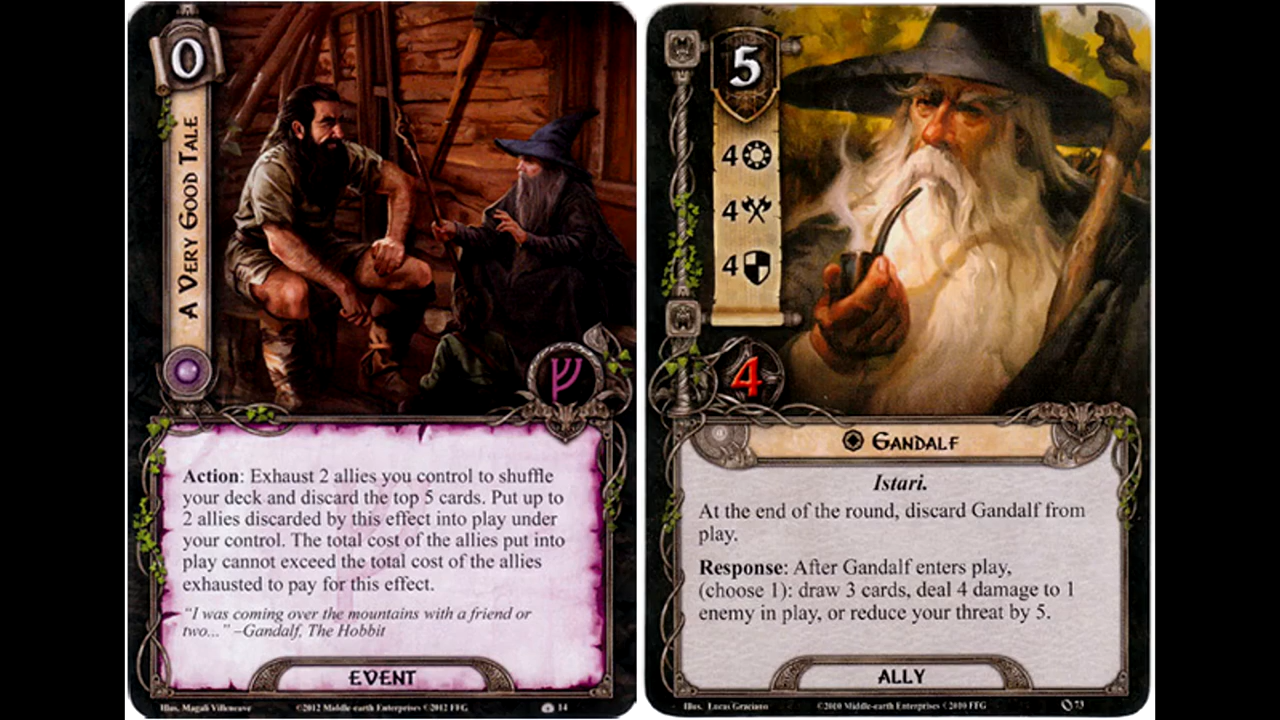 0
A Very Good Tale
Action: Exhaust 2 allies you control to shuffle
your deck and discard the top 5 cards. Put up to
2 allies discarded by this effect into play under
your control. The total cost of the allies put into
play cannot exceed the total cost of the allies
exhausted to pay for this effect.
"I was coming over the mountains with a friend or
two..." –Gandalf, The Hobbit
EVENT
Illus. Magali Villeneuve ©2012 Middle-earth Enterprises ©2012 FFG 14
5
4
4
4
4
Gandalf
Istari.
At the end of the round, discard Gandalf from
play.
Response: After Gandalf enters play,
(choose 1): draw 3 cards, deal 4 damage to 1
enemy in play, or reduce your threat by 5.
ALLY
Illus. Lucas Graciano ©2010 Middle-earth Enterprises ©2010 FFG 73